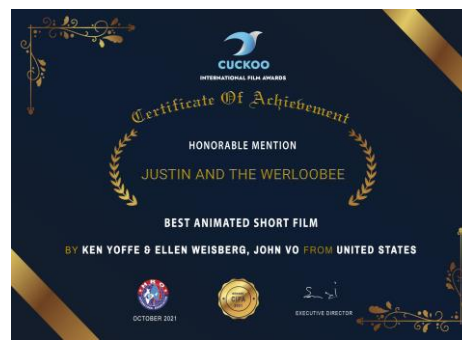 CUCKOO
INTERNATIONAL FILM AWARDS
Certificate Of Achievement
HONORABLE MENTION
JUSTIN AND THE WERLOOBEE
BEST ANIMATED SHORT FILM
BY KEN YOFFE & ELLEN WEISBERG, JOHN VO FROM UNITED STATES
CIFA
OCTOBER 2021
EXECUTIVE DIRECTOR